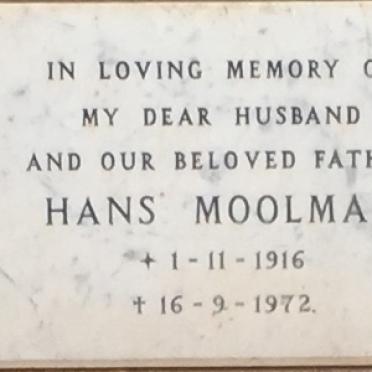 IN LOVING MEMORY O
MY DEAR HUSBAND
AND OUR BELOVED FATH
HANS MOOLMA
+ 1 - 11 - 1916
† 16 - 9 - 1972.